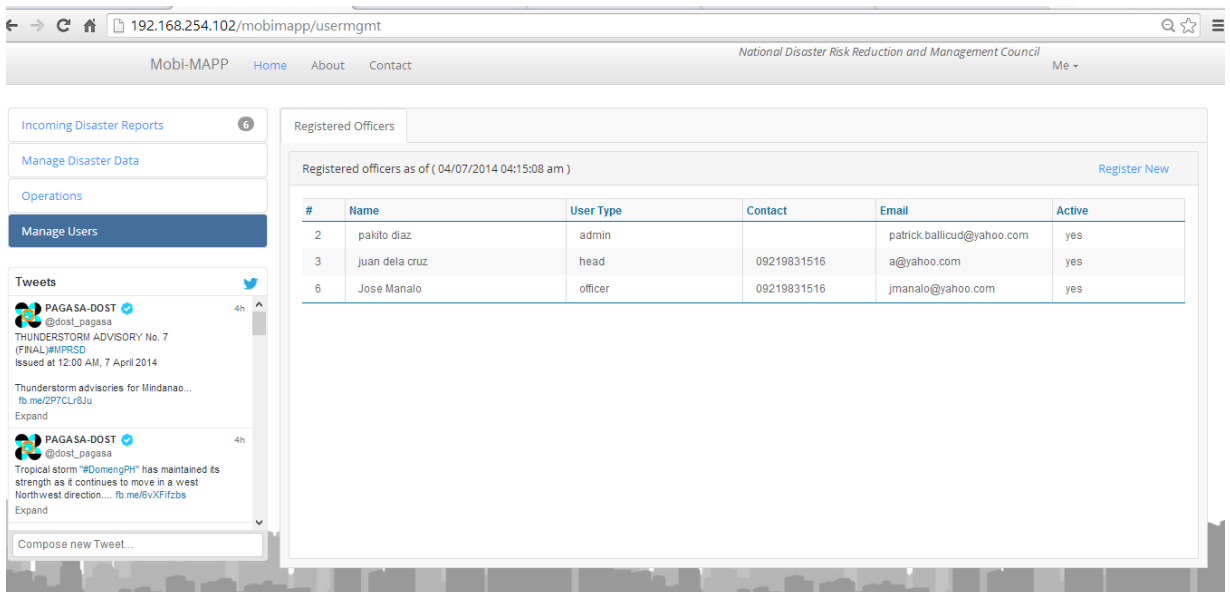 192.168.254.102/mobimapp/usermgmt
National Disaster Risk Reduction and Management Council
Mobi-MAPP Home About Contact Me
Incoming Disaster Reports 6
Manage Disaster Data
Operations
Manage Users
Tweets
PAGASA-DOST 4h
@dost_pagasa
THUNDERSTORM ADVISORY No. 7
(FINAL)#MPRSD
Issued at 12:00 AM, 7 April 2014
Thunderstorm advisories for Mindanao...
fb.me/2P7CLr8Ju
Expand
PAGASA-DOST 4h
@dost_pagasa
Tropical storm "#DomengPH" has maintained its
strength as it continues to move in a west
Northwest direction.... fb.me/6vXFifzbs
Expand
Compose new Tweet...
Registered Officers
Registered officers as of ( 04/07/2014 04:15:08 am ) Register New
# Name User Type Contact Email Active
2 pakito diaz admin patrick.ballicud@yahoo.com yes
3 juan dela cruz head 09219831516 a@yahoo.com yes
6 Jose Manalo officer 09219831516 jmanalo@yahoo.com yes